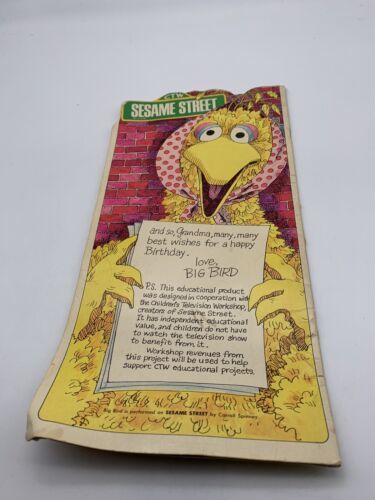 CTW
SESAME STREET
and so, Grandma, many, many
best wishes for a happy
Birthday.
love,
BIG BIRD
P.S. This educational product
was designed in cooperation with
the Children's Television Workshop,
creators of Sesame Street.
It has independent educational
value, and children do not have
to watch the television show
to benefit from it.
Workshop revenues from
this project will be used to help
support CTW educational projects.
Big Bird is performed on SESAME STREET by Carroll Spinney